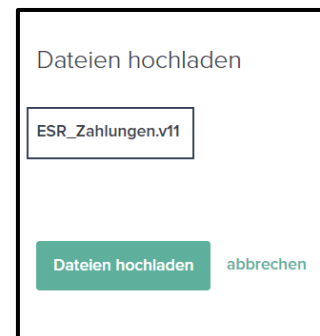 Dateien hochladen
ESR_Zahlungen.v11
Dateien hochladen abbrechen